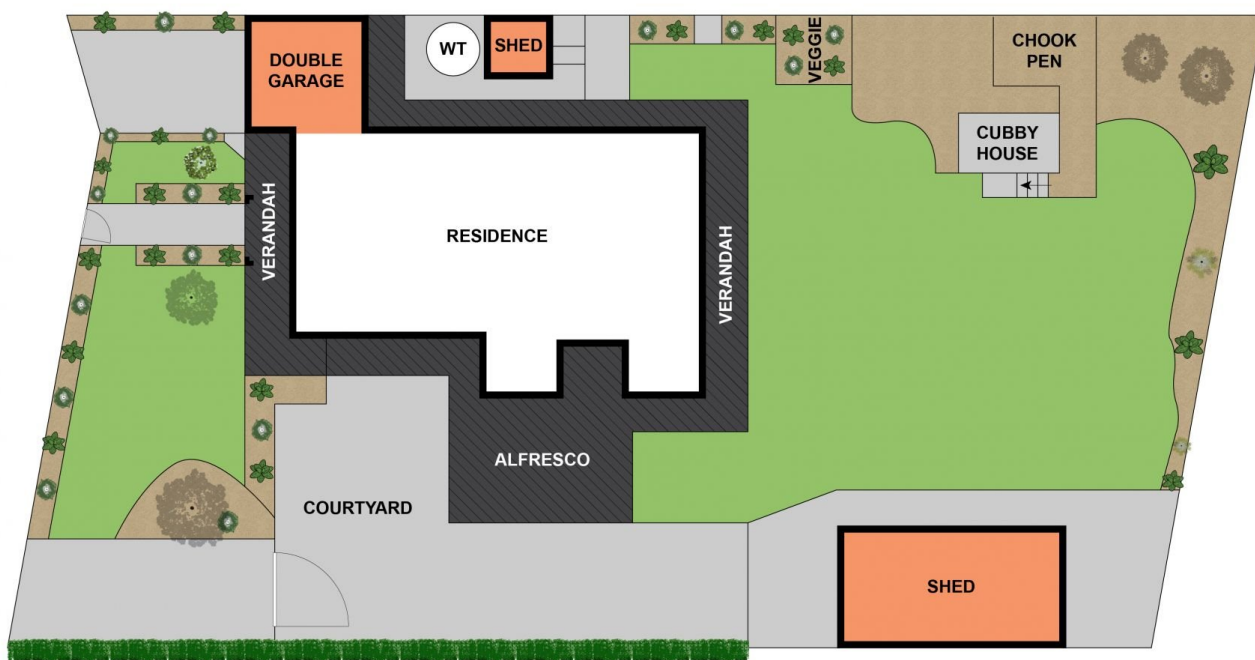 DOUBLE
GARAGE
WT
SHED
VEGGIE
CHOOK
PEN
CUBBY
HOUSE
VERANDAH
RESIDENCE
VERANDAH
ALFRESCO
COURTYARD
SHED